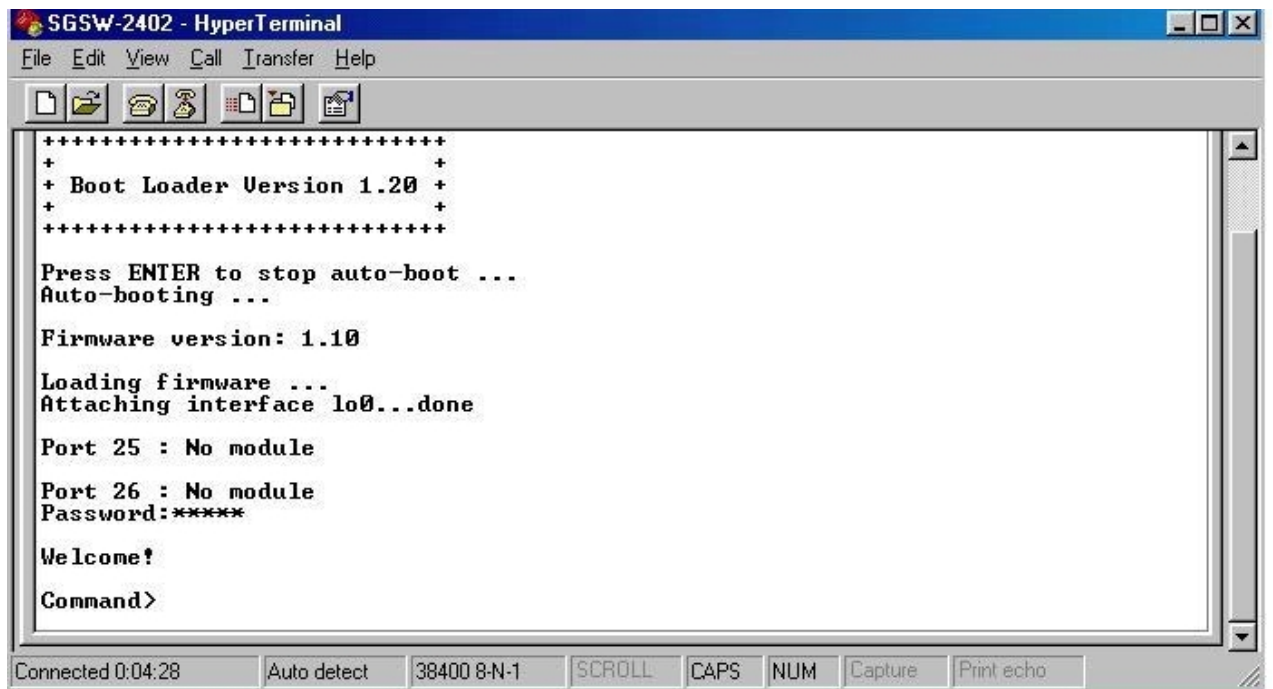 SGSW-2402 - HyperTerminal
File Edit View Call Transfer Help
++++++++++++++++++++++++++++
+ +
+ Boot Loader Version 1.20 +
+ +
++++++++++++++++++++++++++++
Press ENTER to stop auto-boot ...
Auto-booting ...
Firmware version: 1.10
Loading firmware ...
Attaching interface lo0...done
Port 25 : No module
Port 26 : No module
Password:*****
Welcome!
Command>
Connected 0:04:28 Auto detect 38400 8-N-1 SCROLL CAPS NUM Capture Print echo